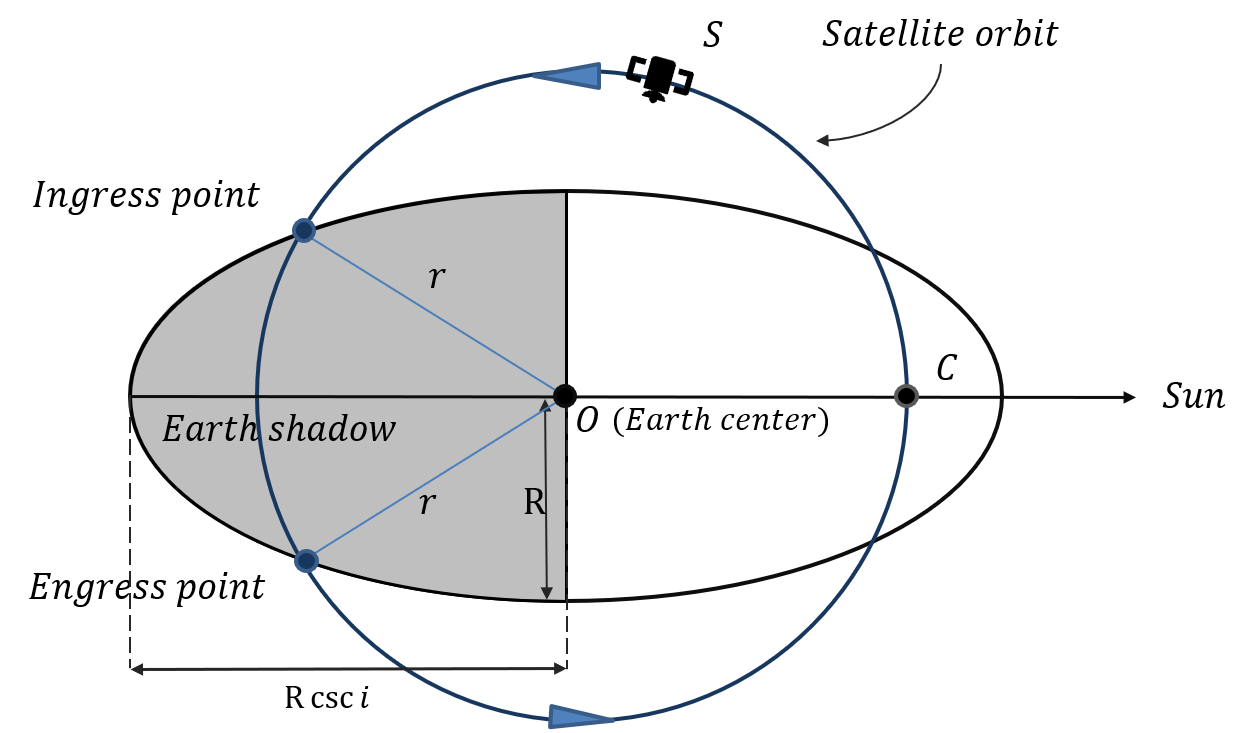 S
Satellite orbit
Ingress point
r
C
Sun
O (Earth center)
Earth shadow
r
R
Engress point
R csc i